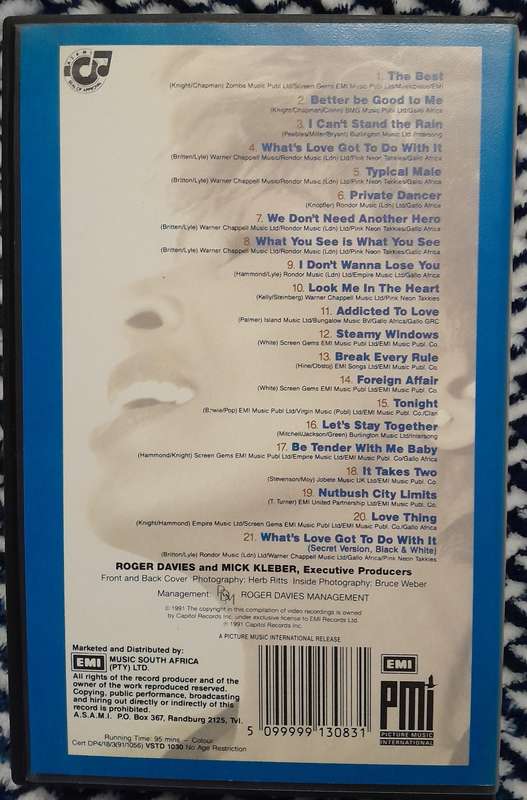 1. The Best
(Knight/Chapman) Zomba Music Publ Ltd/Screen Gems EMI Music Publ Ltd/Musikpresse/EMI
2. Better be Good to Me
(Knight/Chapman/Conny BMG Music Pub. Ltd/Gallo Africa
3. I Can't Stand the Rain
(Peebles/Miller/Bryant) Burlington Music Ltd/Intersong
4. What's Love Got To Do With It
(Britten/Lyle) Warner Chappell Music/Rondor Music (Ldn) Ltd/Pink Neon Takkies/Gallo Africa
5. Typical Male
(Britten/Lyle) Warner Chappell Music/Rondor Music (Ldn) Ltd/Pink Neon Takkies/Gallo Africa
6. Private Dancer
(Knopfler) Rondor Music (Ldn) Ltd/Gallo Africa
7. We Don't Need Another Hero
(Britten/Lyle) Warner Chappell Music Ltd/Rondor Music (Ldn) Ltd/Pink Neon Takkies/Gallo Africa
8. What You See is What You See
(Britten/Lyle) Warner Chappell Music Ltd/Rondor Music (Ldn) Ltd/Pink Neon Takkies/Gallo Africa
9. I Don't Wanna Lose You
(Hammond/Lyle) Rondor Music (Ldn) Ltd/Empire Music Ltd/Gallo Africa
10. Look Me In The Heart
(Kelly/Steinberg) Warner Chappell Music Ltd/Pink Neon Takkies
11. Addicted To Love
(Palmer) Island Music Ltd/Bungalow Music BV/Gallo Africa/Gallo GRC
12. Steamy Windows
(White) Screen Gems EMI Music Publ Ltd/EMI Music Publ. Co.
13. Break Every Rule
(Hine/Obstoj) EMI Songs Ltd/EMI Music Publ. Co.
14. Foreign Affair
(White) Screen Gems EMI Music Publ Ltd/EMI Music Publ. Co.
15. Tonight
(Bowie/Pop) EMI Music Publ Ltd/Virgin Music (Publ) Ltd/EMI Music Publ. Co./Clan
16. Let's Stay Together
(Mitchell/Jackson/Green) Burlington Music Ltd/Intersong
17. Be Tender With Me Baby
(Hammond/Knight) Screen Gems EMI Music Publ Ltd/Empire Music Ltd/EMI Music Publ. Co/Gallo Africa
18. It Takes Two
(Stevenson/Moy) Jobete Music UK Ltd/EMI Music Publ. Co.
19. Nutbush City Limits
(T. Turner) EMI United Partnership Ltd/EMI Music Publ. Co.
20. Love Thing
(Knight/Hammond) Empire Music Ltd/Screen Gems EMI Music Publ Ltd/EMI Music Publ. Co./Gallo Africa
21. What's Love Got To Do With It
(Secret Version, Black & White)
(Britten/Lyle) Rondor Music (Ldn) Ltd/Warner Chappell Music Ltd/Gallo Africa/Pink Neon Takkies
ROGER DAVIES and MICK KLEBER, Executive Producers
Front and Back Cover Photography: Herb Ritts Inside Photography: Bruce Weber
Management: RDM ROGER DAVIES MANAGEMENT
© 1991 The copyright in this compilation of video recordings is owned
by Capitol Records Inc. under exclusive license to EMI Records Ltd.
℗ 1991 Capitol Records Inc.
A PICTURE MUSIC INTERNATIONAL RELEASE
Marketed and Distributed by:
EMI MUSIC SOUTH AFRICA
(PTY) LTD.
All rights of the record producer and of the
owner of the work reproduced reserved.
Copying, public performance, broadcasting
and hiring out directly or indirectly of this
record is prohibited.
A.S.A.M.I. P.O. Box 367, Randburg 2125, Tvl.
Running Time: 95 mins. – Colour
Cert DP4/18/3(91/1056) VSTD 1030 No Age Restriction
5 099999 130831
EMI
PMI
PICTURE MUSIC
INTERNATIONAL